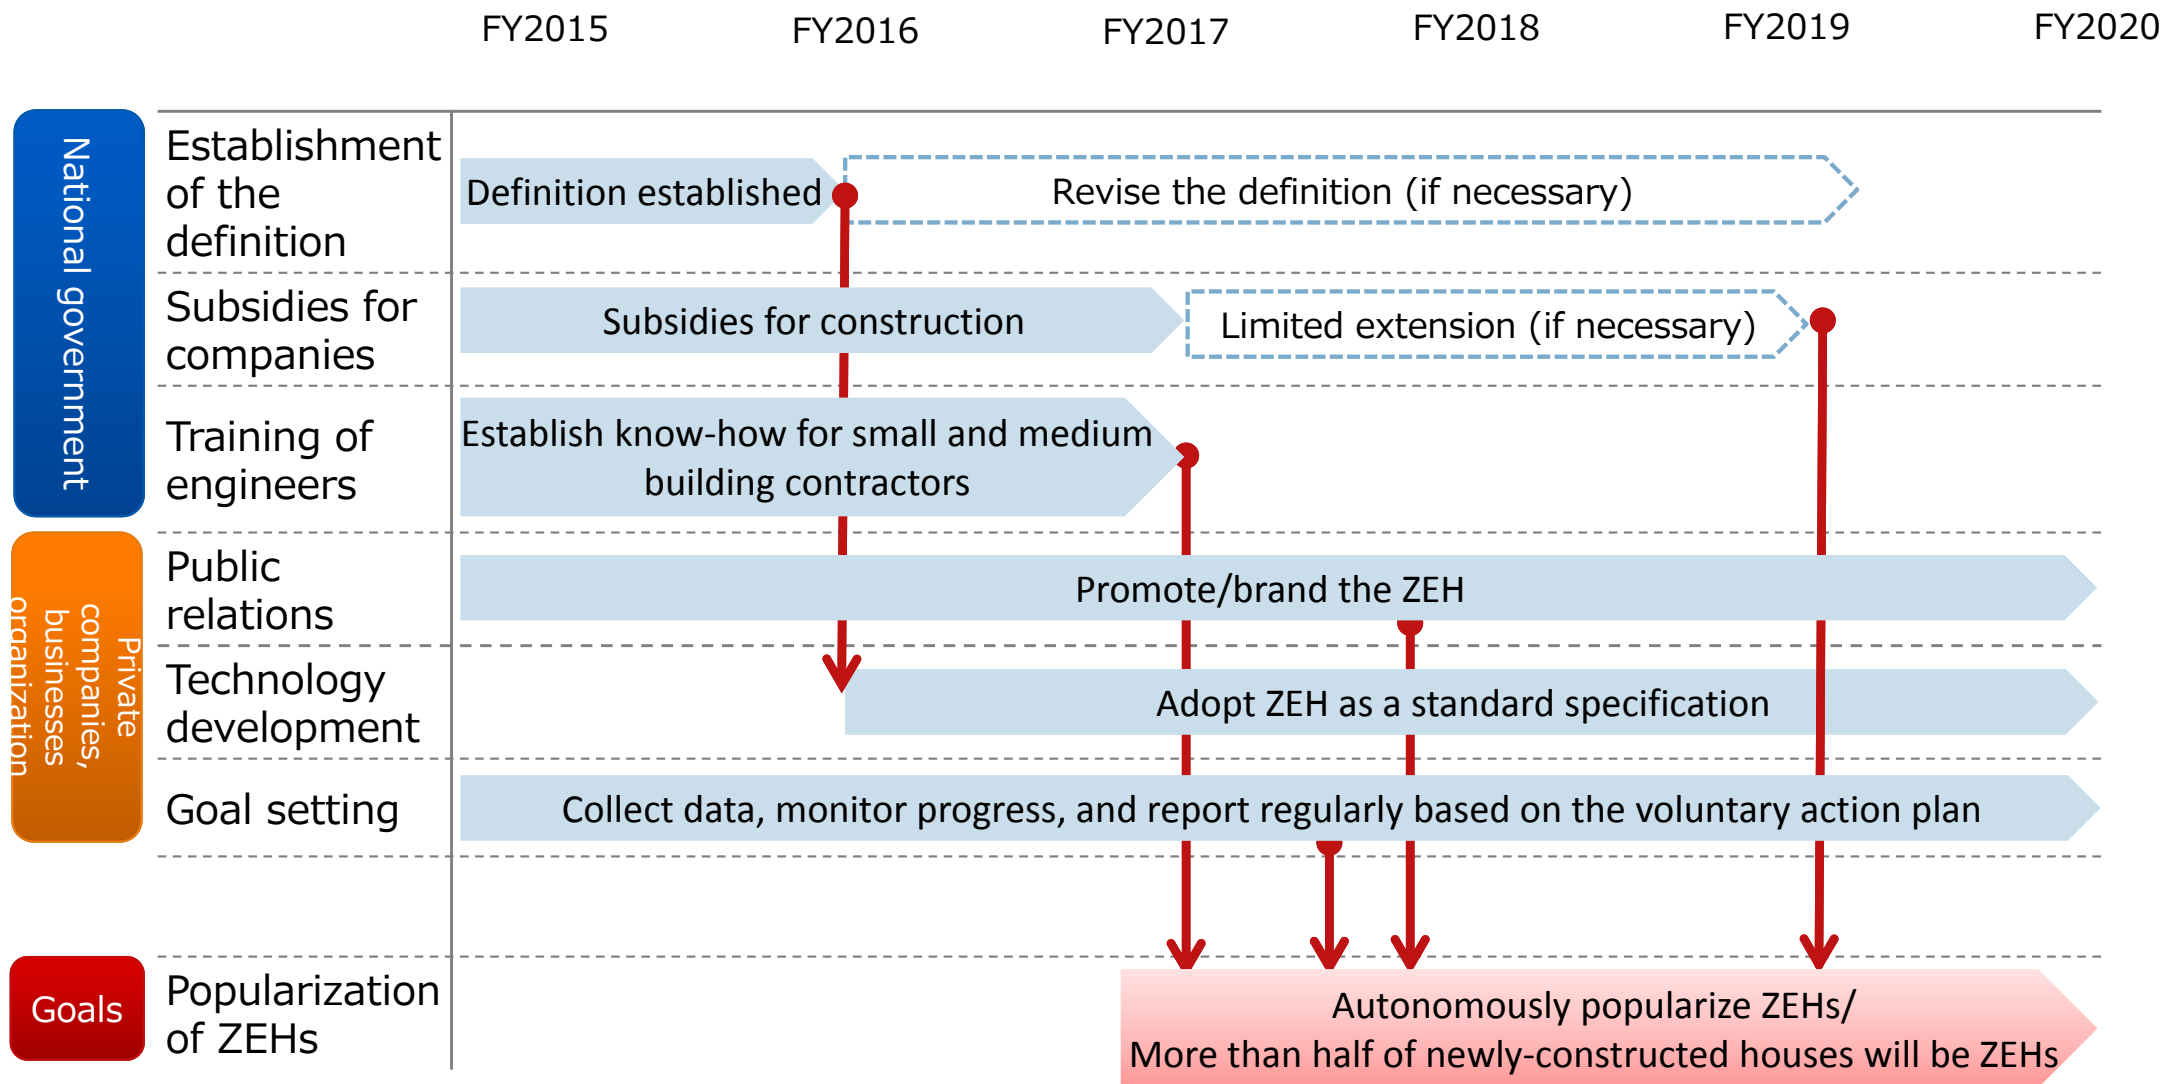 FY2015 FY2016 FY2017 FY2018 FY2019 FY2020
National government
Establishment
of the
definition
Definition established
Revise the definition (if necessary)
Subsidies for
companies
Subsidies for construction
Limited extension (if necessary)
Training of
engineers
Establish know-how for small and medium
building contractors
Private
companies,
businesses
organization
Public
relations
Promote/brand the ZEH
Technology
development
Adopt ZEH as a standard specification
Goal setting
Collect data, monitor progress, and report regularly based on the voluntary action plan
Goals
Popularization
of ZEHs
Autonomously popularize ZEHs/
More than half of newly-constructed houses will be ZEHs